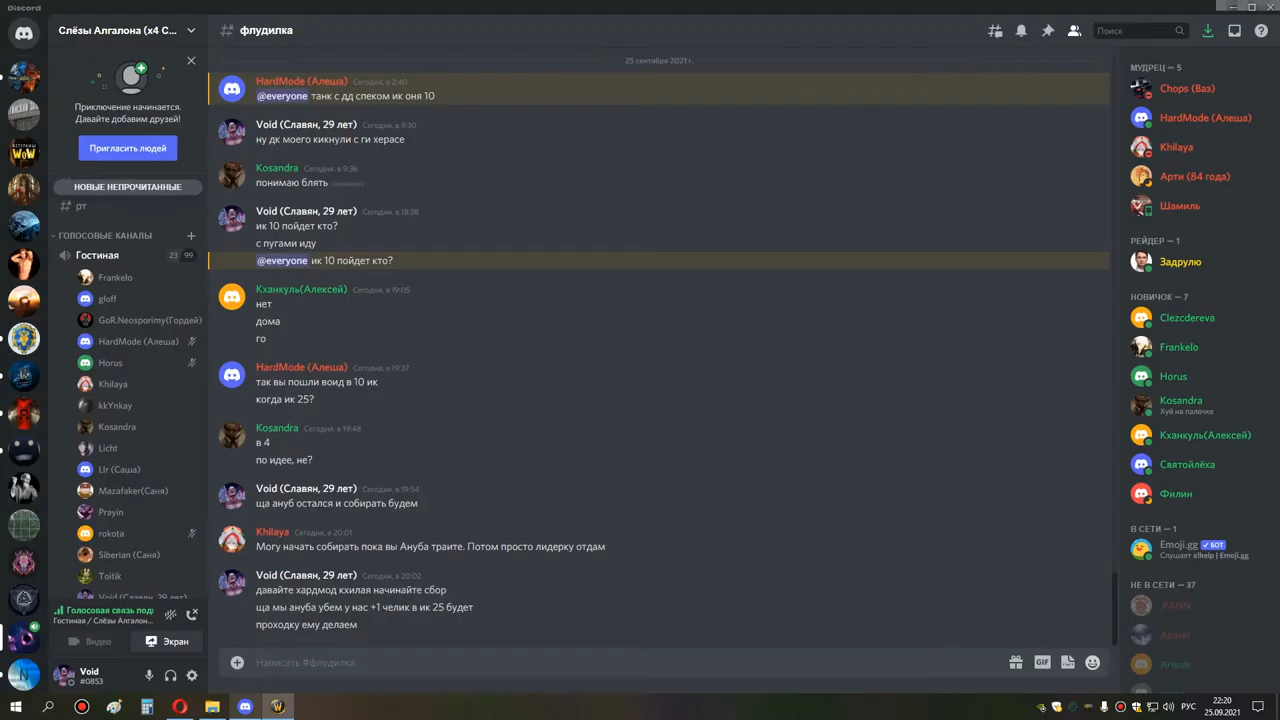 Discord
Слёзы Алгалона (x4 С...
Приключение начинается.
Давайте добавим друзей!
Пригласить людей
НОВЫЕ НЕПРОЧИТАННЫЕ
рт
ГОЛОСОВЫЕ КАНАЛЫ
Гостиная
23 99
Frankelo
gloff
GoR.Neosporimy(Гордей)
HardMode (Алеша)
Horus
Khilaya
kkYnkay
Kosandra
Licht
Llr (Саша)
Mazafaker(Саня)
Prayin
rokota
Siberian (Саня)
Toitik
Void (Славян, 29 лет)
Голосовая связь под
Гостиная / Слёзы Алгалон...
Видео
Экран
Void
#0853
флудилка
Поиск
25 сентября 2021 г.
HardMode (Алеша) Сегодня, в 2:40
@everyone танк с дд спеком ик оня 10
Void (Славян, 29 лет) Сегодня, в 9:30
ну дк моего кикнули с ги херасе
Kosandra Сегодня, в 9:36
понимаю блять (изменено)
Void (Славян, 29 лет) Сегодня, в 18:38
ик 10 пойдет кто?
с пугами иду
@everyone ик 10 пойдет кто?
Кханкуль(Алексей) Сегодня, в 19:05
нет
дома
го
HardMode (Алеша) Сегодня, в 19:37
так вы пошли воид в 10 ик
когда ик 25?
Kosandra Сегодня, в 19:48
в 4
по идее, не?
Void (Славян, 29 лет) Сегодня, в 19:54
ща ануб остался и собирать будем
Khilaya Сегодня, в 20:01
Могу начать собирать пока вы Ануба траите. Потом просто лидерку отдам
Void (Славян, 29 лет) Сегодня, в 20:02
давайте хардмод кхилая начинайте сбор
ща мы ануба убем у нас +1 челик в ик 25 будет
проходку ему делаем
Написать #флудилка
GIF
МУДРЕЦ — 5
Chops (Ваз)
HardMode (Алеша)
Khilaya
Арти (84 года)
Шамиль
РЕЙДЕР — 1
Задрулю
НОВИЧОК — 7
Clezcdereva
Frankelo
Horus
Kosandra
Хуй на палочке
Кханкуль(Алексей)
Святойлёха
Филин
В СЕТИ — 1
Emoji.gg БОТ
Слушает e!help | Emoji.gg
НЕ В СЕТИ — 37
PANN
Anarel
Arenar
РУС
22:20
25.09.2021